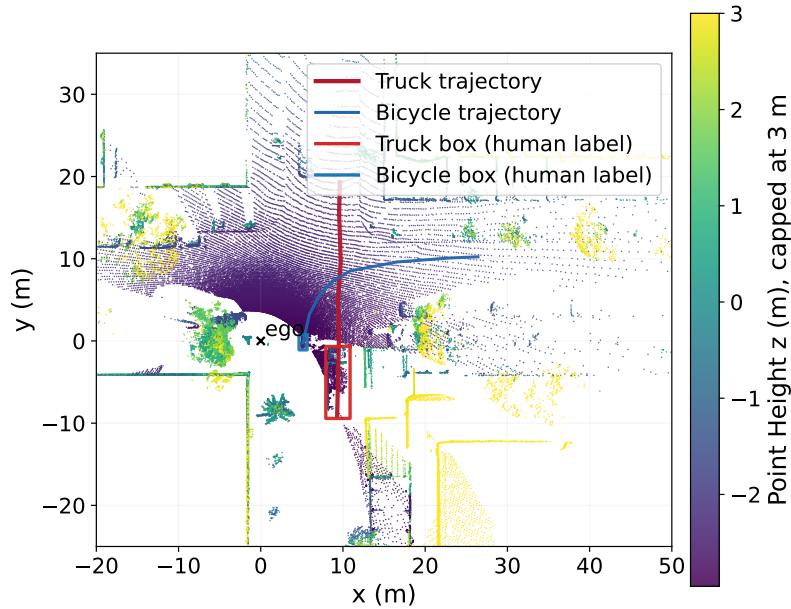 Truck trajectory
Bicycle trajectory
Truck box (human label)
Bicycle box (human label)
ego
30
20
10
0
−10
−20
y (m)
−20
−10
0
10
20
30
40
50
x (m)
3
2
1
0
−1
−2
Point Height z (m), capped at 3 m